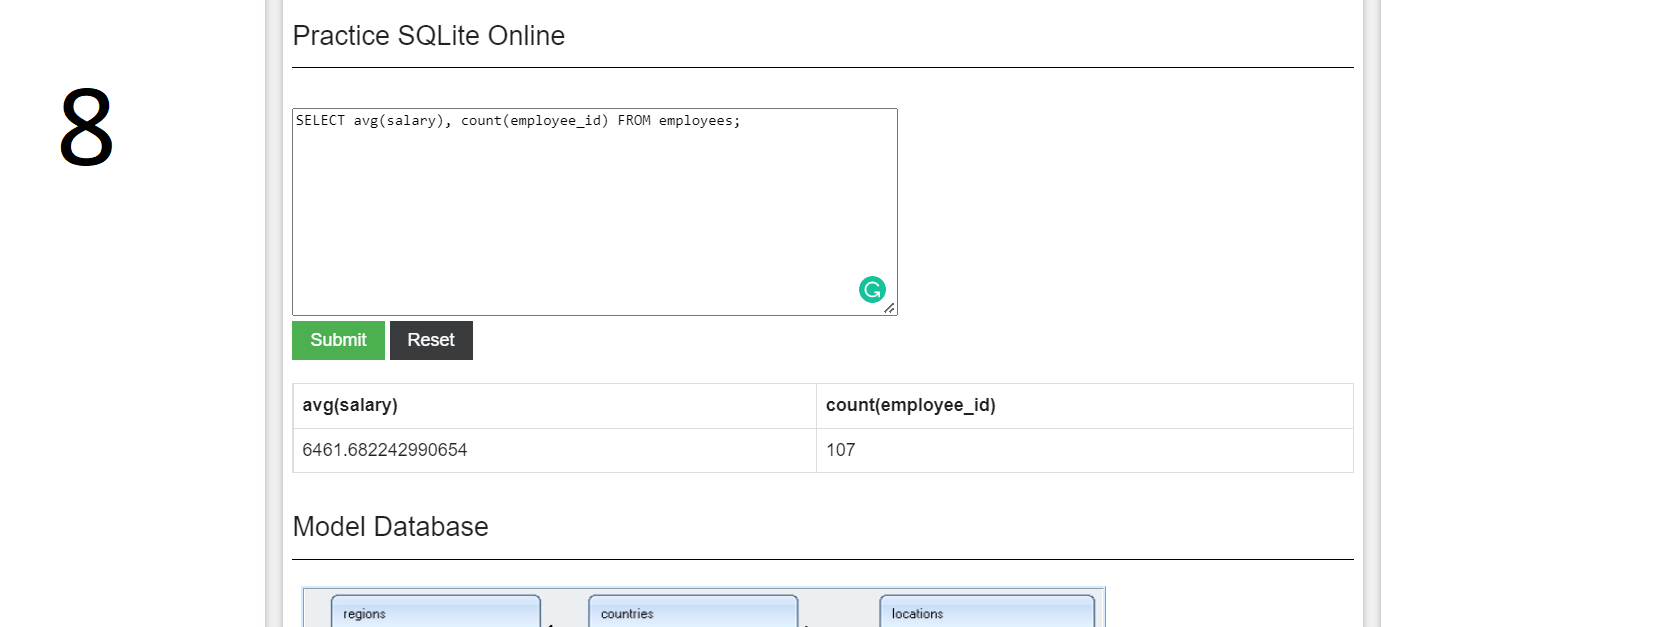 8
Practice SQLite Online
SELECT avg(salary), count(employee_id) FROM employees;
Submit Reset
avg(salary) count(employee_id)
6461.682242990654 107
Model Database
regions countries locations